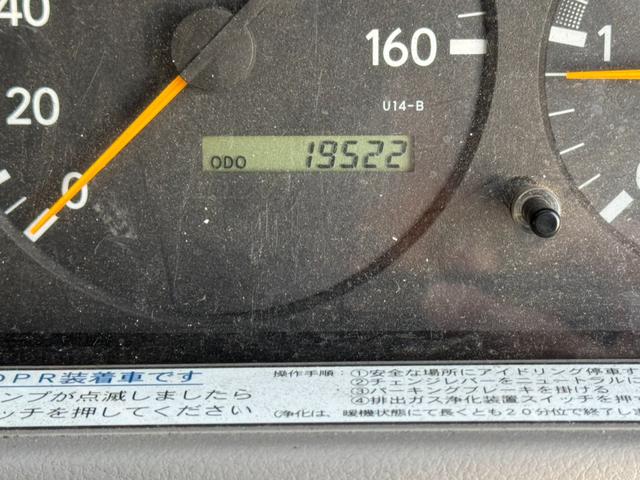 40
160
1
20
U14-B
ODO 19522
0
0
DPR装着車です
操作手順：①安全な場所にアイドリング停車す
ンプが点滅しましたら
②チェンジレバーをニュートラルに
③パーキングブレーキを掛ける
ッチを押してください
④排出ガス浄化装置スイッチを押す
(浄化は、暖機状態にて長くとも20分位で終了し